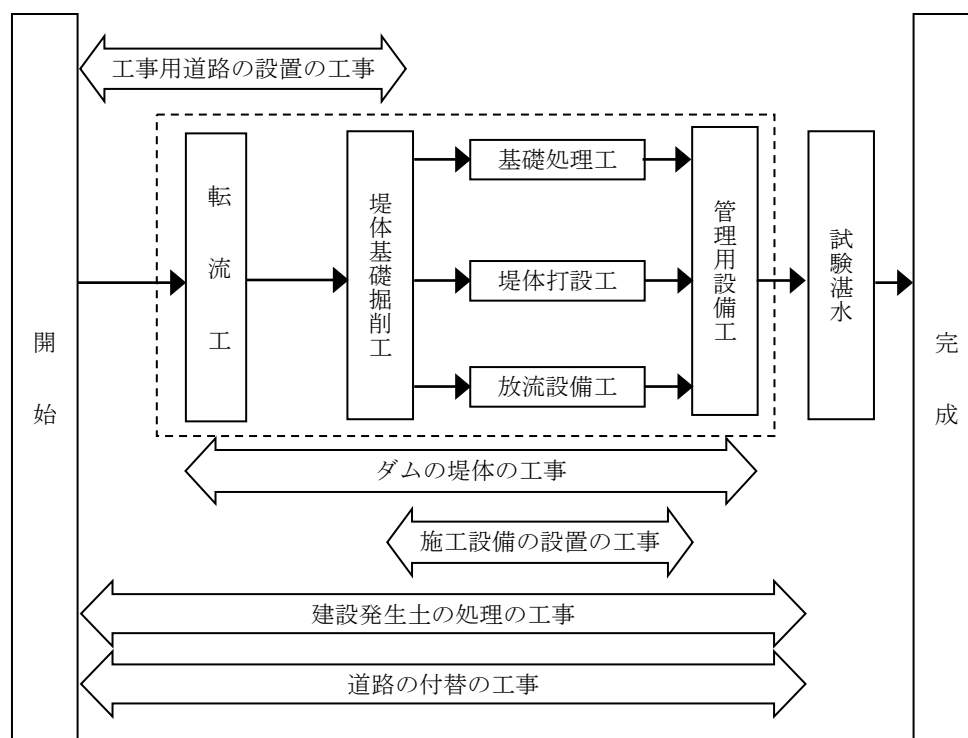 工事用道路の設置の工事
開始
転流工
堤体基礎掘削工
基礎処理工
堤体打設工
放流設備工
管理用設備工
試験湛水
完成
ダムの堤体の工事
施工設備の設置の工事
建設発生土の処理の工事
道路の付替の工事